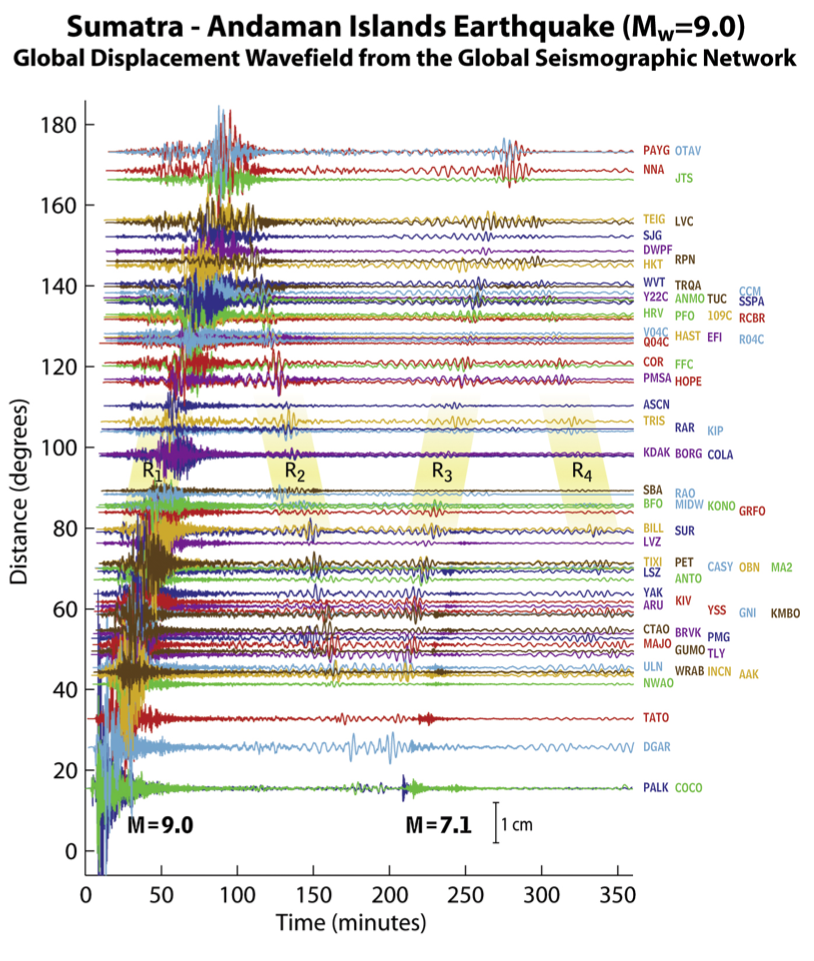 Sumatra - Andaman Islands Earthquake (Mw=9.0)
Global Displacement Wavefield from the Global Seismographic Network
180
PAYG OTAV
NNA
JTS
160
TEIG LVC
SJG
DWPF
RPN
HKT
140
WVT TRQA
CCM
Y22C ANMO TUC SSPA
HRV PFO 109C RCBR
V04C HAST EFI R04C
Q04C
120
COR FFC
PMSA HOPE
ASCN
TRIS
RAR KIP
100
KDAK BORG COLA
R1 R2 R3 R4
SBA RAO
BFO MIDW KONO GRFO
80
BILL SUR
LVZ
TIXI PET CASY OBN MA2
LSZ ANTO
YAK
ARU KIV YSS GNI KMBO
60
CTAO BRVK PMG
MAJO GUMO TLY
ULN WRAB INCN AAK
NWAO
40
TATO
DGAR
20
PALK COCO
M=9.0 M=7.1 1 cm
0
Distance (degrees)
0 50 100 150 200 250 300 350
Time (minutes)